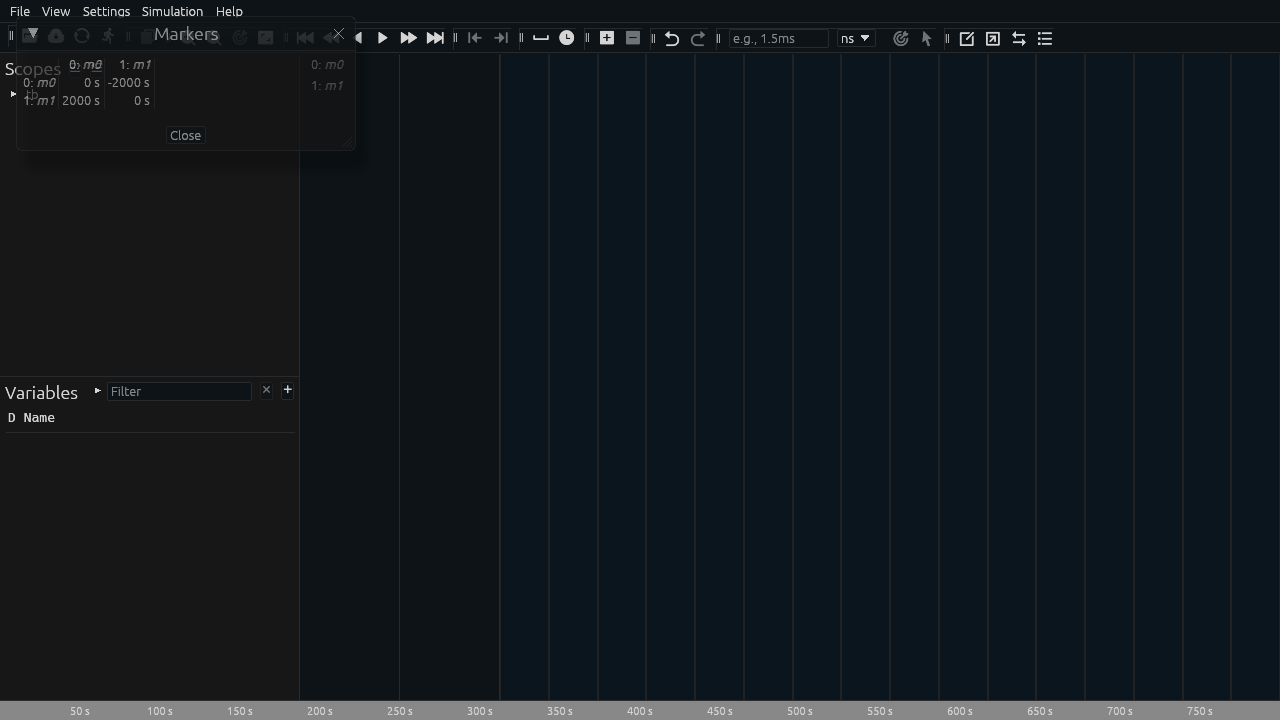 File View Settings Simulation Help
Markers
e.g., 1.5ms
ns
Scopes
0: m0 1: m1
0: m0
0: m0 0 s -2000 s
1: m1
tb
1: m1 2000 s 0 s
Close
Variables
Filter
D Name
50 s 100 s 150 s 200 s 250 s 300 s 350 s 400 s 450 s 500 s 550 s 600 s 650 s 700 s 750 s